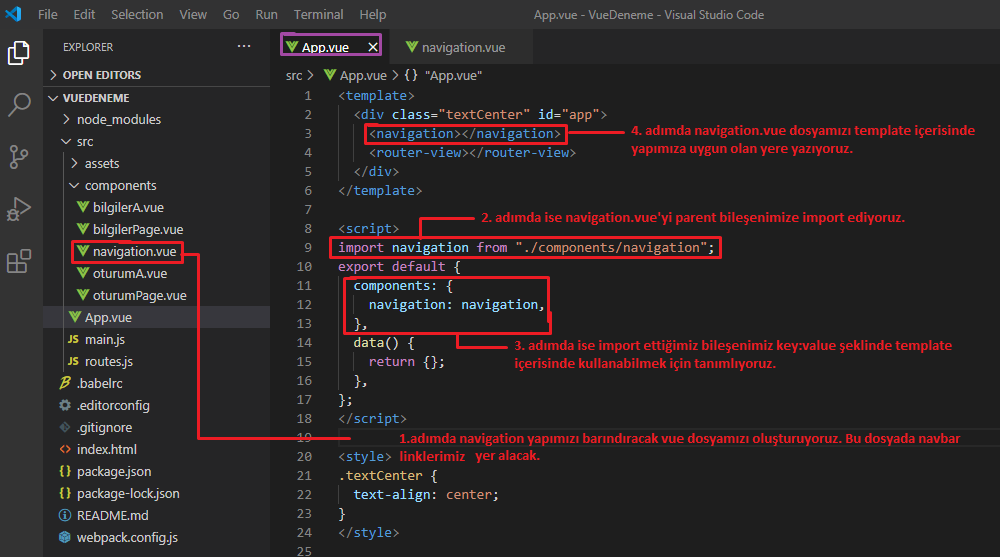 File Edit Selection View Go Run Terminal Help App.vue - VueDeneme - Visual Studio Code
EXPLORER ···
OPEN EDITORS
VUEDENEME
node_modules
src
assets
components
bilgilerA.vue
bilgilerPage.vue
navigation.vue
oturumA.vue
oturumPage.vue
App.vue
main.js
JS
routes.js
JS
.babelrc
.editorconfig
.gitignore
index.html
package.json
package-lock.json
README.md
webpack.config.js
App.vue navigation.vue
src > App.vue > {} "App.vue"
1 <template>
2 <div class="textCenter" id="app">
3 <navigation></navigation>
4 <router-view></router-view>
5 </div>
6 </template>
7
8 <script>
9 import navigation from "./components/navigation";
10 export default {
11 components: {
12 navigation: navigation,
13 },
14 data() {
15 return {};
16 },
17 };
18 </script>
19
20 <style>
21 .textCenter {
22 text-align: center;
23 }
24 </style>
25
4. adımda navigation.vue dosyamızı template içerisinde
yapımıza uygun olan yere yazıyoruz.
2. adımda ise navigation.vue'yi parent bileşenimize import ediyoruz.
3. adımda ise import ettiğimiz bileşenimiz key:value şeklinde template
içerisinde kullanabilmek için tanımlıyoruz.
1.adımda navigation yapımızı barındıracak vue dosyamızı oluşturuyoruz. Bu dosyada navbar
linklerimiz yer alacak.